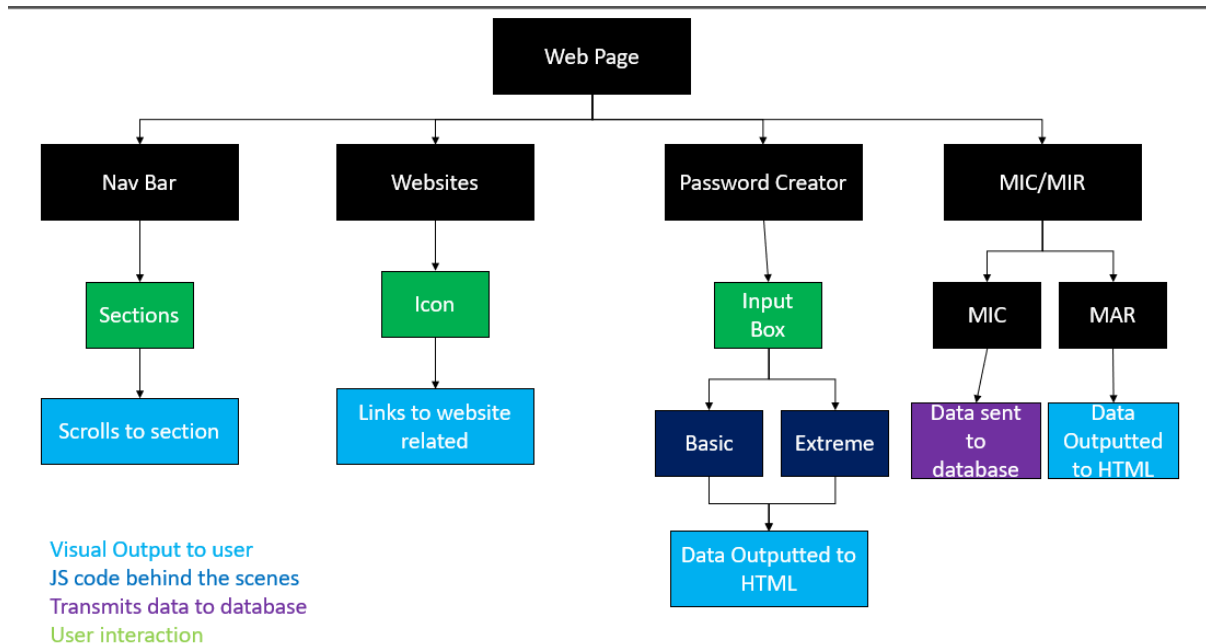 Web Page
Nav Bar
Websites
Password Creator
MIC/MIR
Sections
Icon
Input
Box
MIC
MAR
Scrolls to section
Links to website
related
Basic
Extreme
Data sent
to
database
Data
Outputted
to HTML
Data Outputted to
HTML
Visual Output to user
JS code behind the scenes
Transmits data to database
User interaction